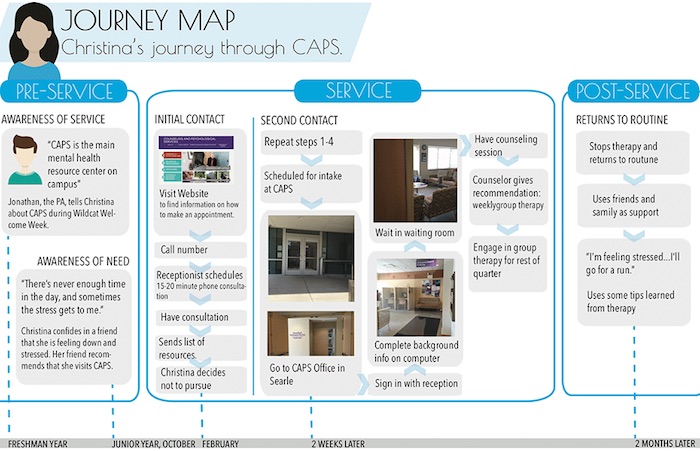 JOURNEY MAP
Christina's journey through CAPS.
PRE-SERVICE
AWARENESS OF SERVICE
"CAPS is the main
mental health
resource center on
campus"
Jonathan, the PA, tells Christina
about CAPS during Wildcat Wel-
come Week.
AWARENESS OF NEED
"There's never enough time
in the day, and sometimes
the stress gets to me."
Christina confides in a friend
that she is feeling down and
stressed. Her friend recom-
mends that she visits CAPS.
SERVICE
INITIAL CONTACT
COUNSELING AND PSYCHOLOGICAL
SERVICES
Visit Website
to find information on how
to make an appointment.
Call number
Receptionist schedules
15-20 minute phone consulta-
tion
Have consultation
Sends list of
resources.
Christina decides
not to pursue
SECOND CONTACT
Repeat steps 1-4
Scheduled for intake
at CAPS
Go to CAPS Office in
Searle
Sign in with reception
Complete background
info on computer
Wait in waiting room
Have counseling
session
Counselor gives
recommendation:
weeklygroup therapy
Engage in group
therapy for rest of
quarter
POST-SERVICE
RETURNS TO ROUTINE
Stops therapy and
returns to routune
Uses friends and
samily as support
"I'm feeling stressed...I'll
go for a run."
Uses some tips learned
from therapy
FRESHMAN YEAR
JUNIOR YEAR, OCTOBER
FEBRUARY
2 WEEKS LATER
2 MONTHS LATER